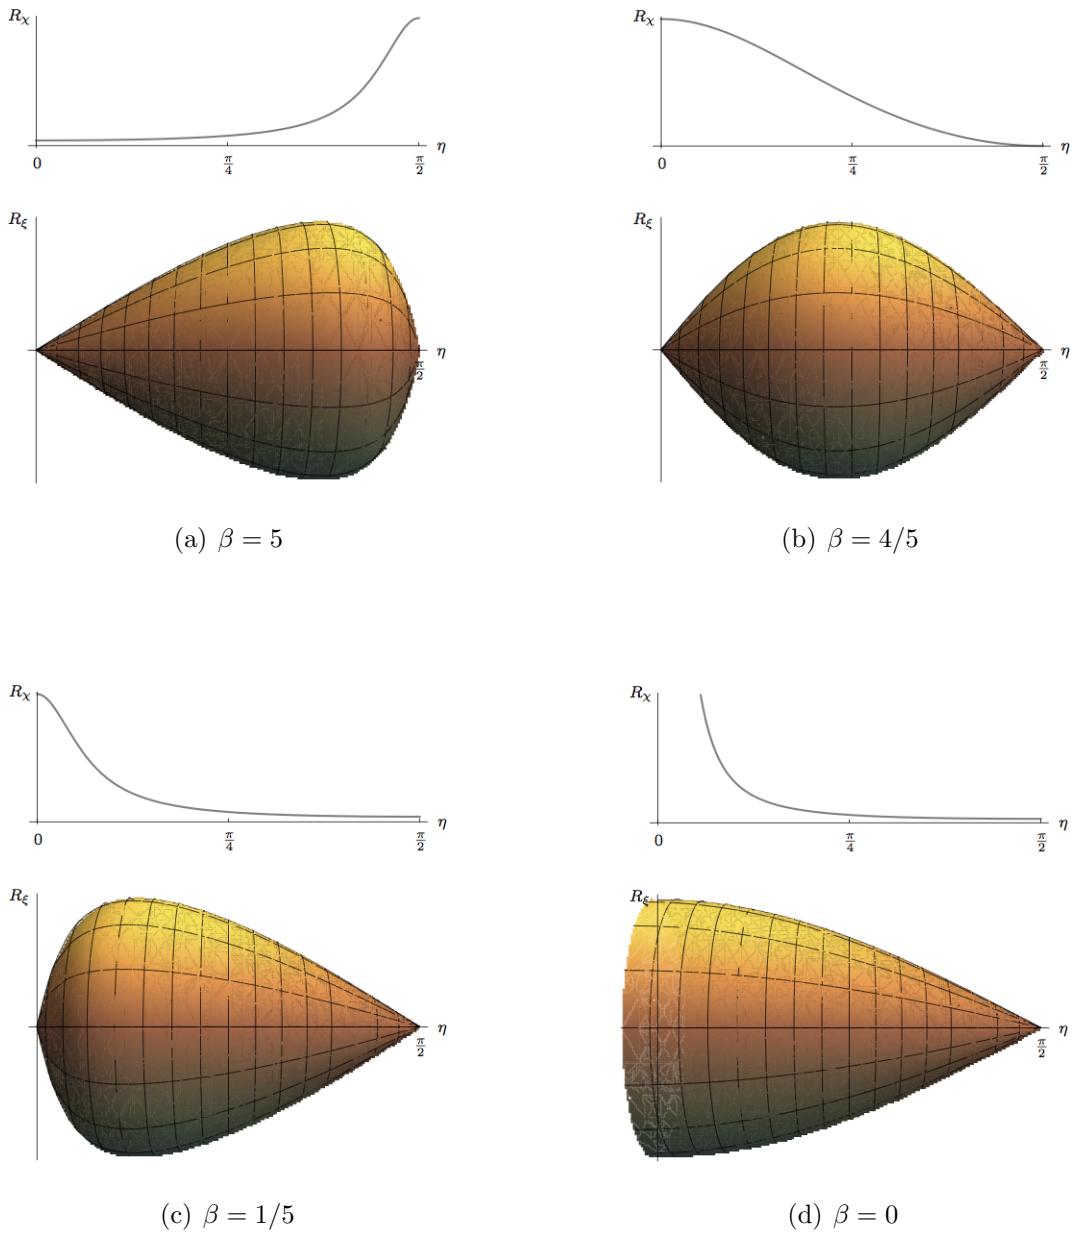 R_χ
η
0
π/4
π/2
R_ξ
η
π/2
(a) β = 5
R_χ
η
0
π/4
π/2
R_ξ
η
π/2
(b) β = 4/5
R_χ
η
0
π/4
π/2
R_ξ
η
π/2
(c) β = 1/5
R_χ
η
0
π/4
π/2
R_ξ
η
π/2
(d) β = 0